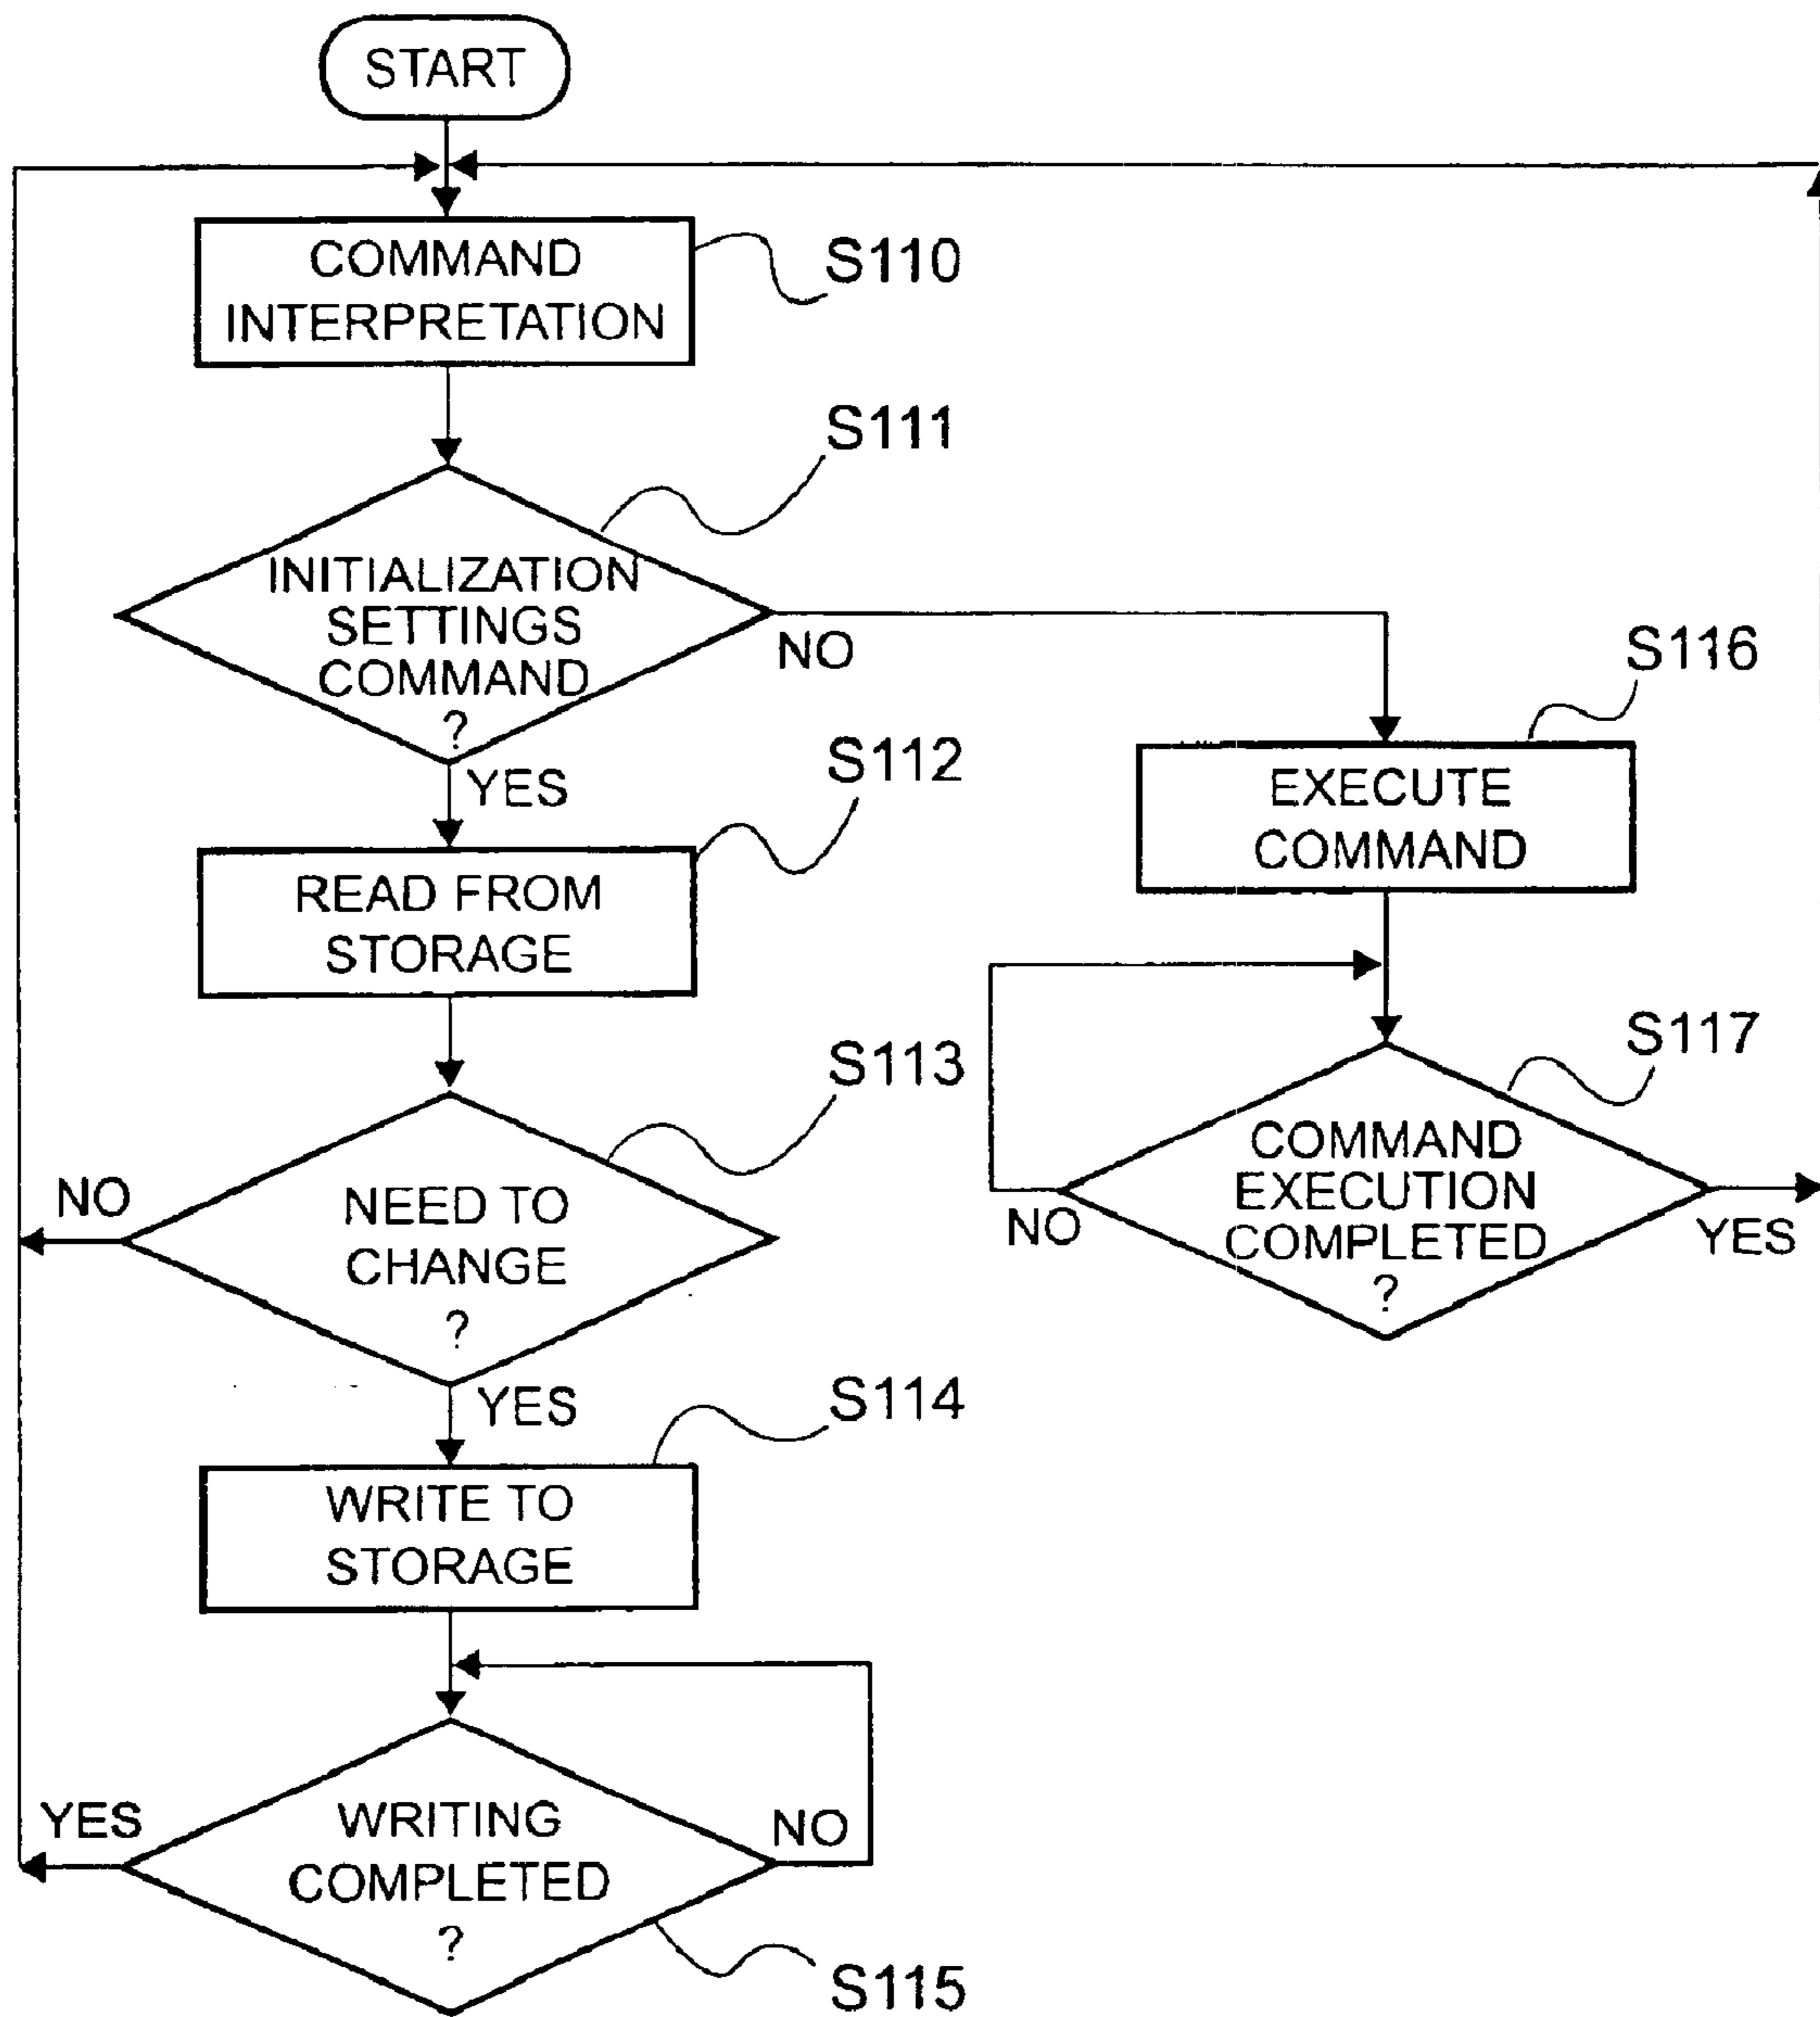 START
COMMAND
INTERPRETATION
S110
S111
INITIALIZATION
SETTINGS
COMMAND
?
NO
YES
S112
READ FROM
STORAGE
S113
NEED TO
CHANGE
?
NO
YES
S114
WRITE TO
STORAGE
WRITING
COMPLETED
?
YES
NO
S115
S116
EXECUTE
COMMAND
S117
COMMAND
EXECUTION
COMPLETED
?
NO
YES